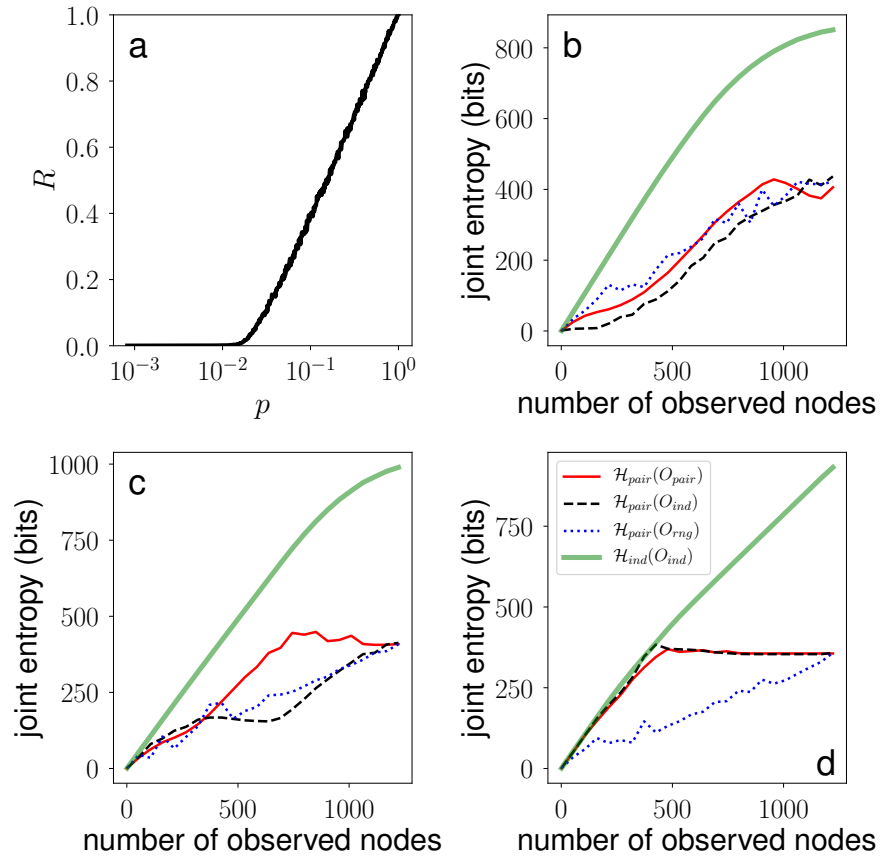 a
1.0
0.8
0.6
0.4
0.2
0.0
R
10⁻³ 10⁻² 10⁻¹ 10⁰
p
b
800
600
400
200
0
joint entropy (bits)
0 500 1000
number of observed nodes
c
1000
750
500
250
0
joint entropy (bits)
0 500 1000
number of observed nodes
d
750
500
250
0
joint entropy (bits)
0 500 1000
number of observed nodes
ℋ_pair(O_pair)
ℋ_pair(O_ind)
ℋ_pair(O_rng)
ℋ_ind(O_ind)